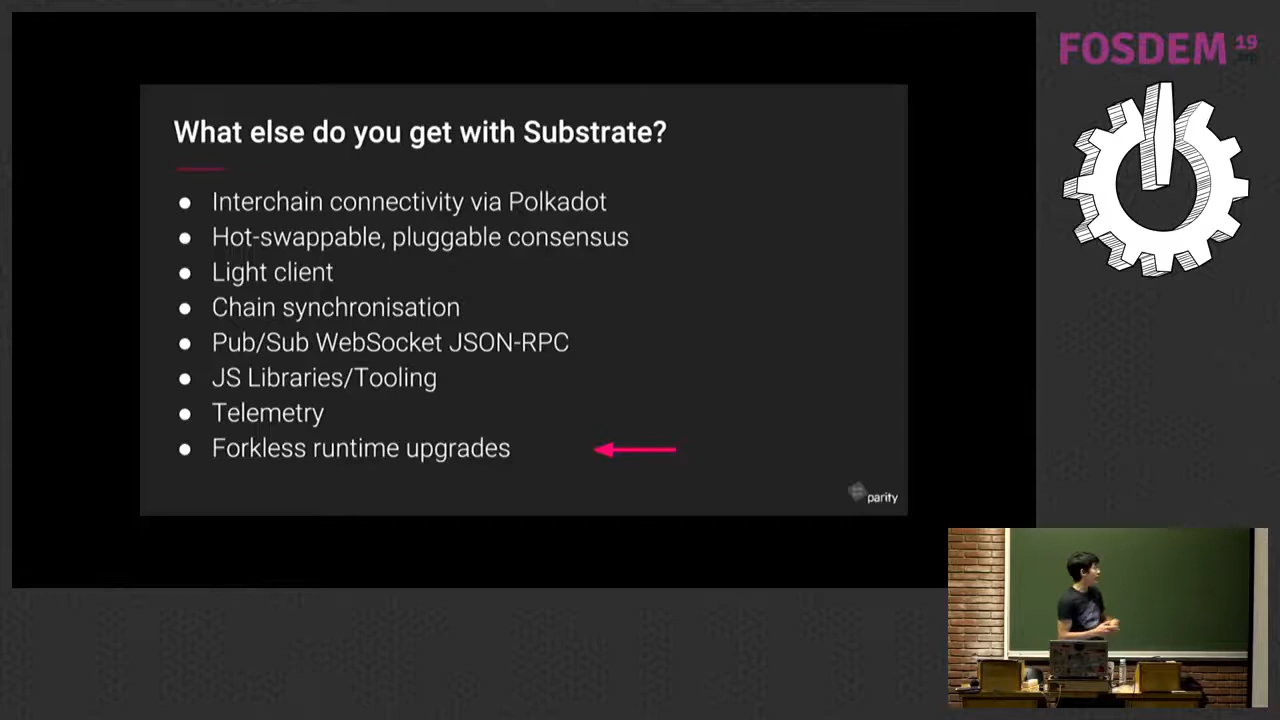 FOSDEM 19
.org
What else do you get with Substrate?
● Interchain connectivity via Polkadot
● Hot-swappable, pluggable consensus
● Light client
● Chain synchronisation
● Pub/Sub WebSocket JSON-RPC
● JS Libraries/Tooling
● Telemetry
● Forkless runtime upgrades
parity